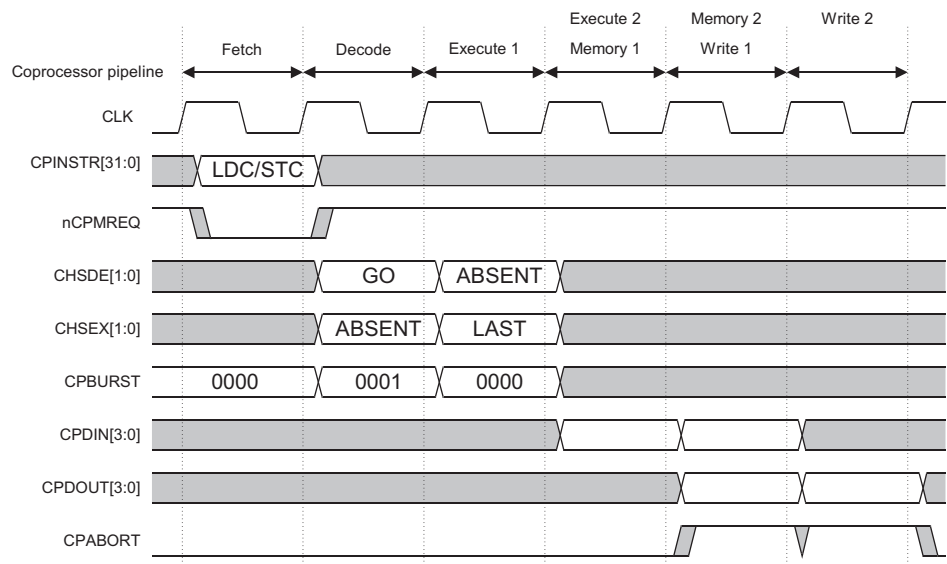 Execute 2 Memory 2 Write 2
Fetch Decode Execute 1 Memory 1 Write 1
Coprocessor pipeline
CLK
CPINSTR[31:0] LDC/STC
nCPMREQ
CHSDE[1:0] GO ABSENT
CHSEX[1:0] ABSENT LAST
CPBURST 0000 0001 0000
CPDIN[3:0]
CPDOUT[3:0]
CPABORT